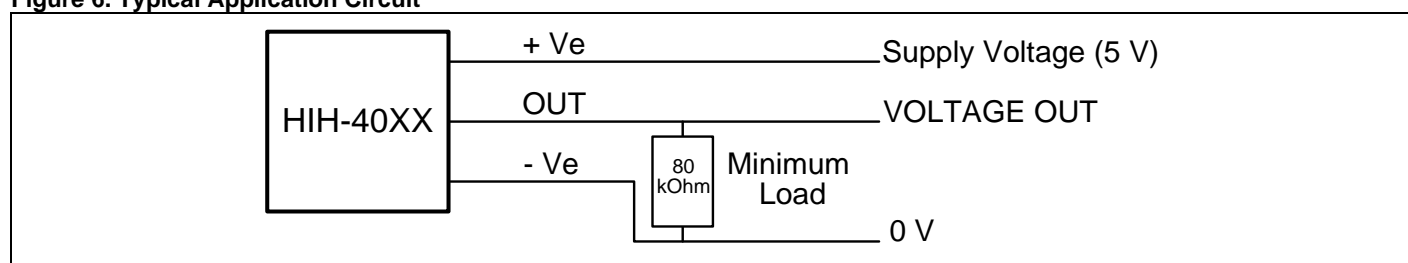 Figure 6. Typical Application Circuit
+ Ve
Supply Voltage (5 V)
HIH-40XX
OUT
VOLTAGE OUT
- Ve
80
kOhm
Minimum
Load
0 V